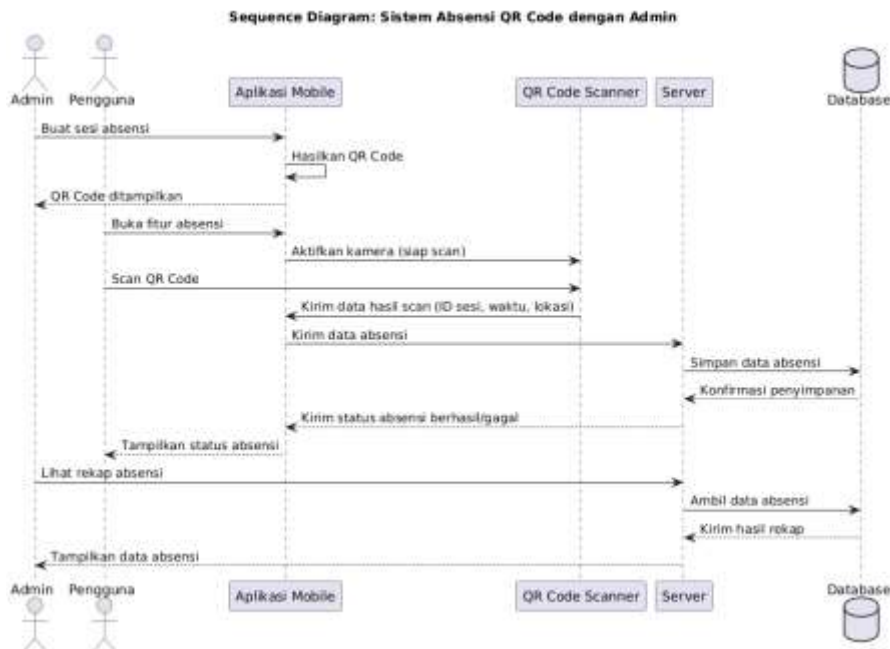 Sequence Diagram: Sistem Absensi QR Code dengan Admin
Admin Pengguna Aplikasi Mobile QR Code Scanner Server Database
Buat sesi absensi
Hasilkan QR Code
QR Code ditampilkan
Buka fitur absensi
Aktifkan kamera (siap scan)
Scan QR Code
Kirim data hasil scan (ID sesi, waktu, lokasi)
Kirim data absensi
Simpan data absensi
Konfirmasi penyimpanan
Kirim status absensi berhasil/gagal
Tampilkan status absensi
Lihat rekap absensi
Ambil data absensi
Kirim hasil rekap
Tampilkan data absensi
Admin Pengguna Aplikasi Mobile QR Code Scanner Server Database